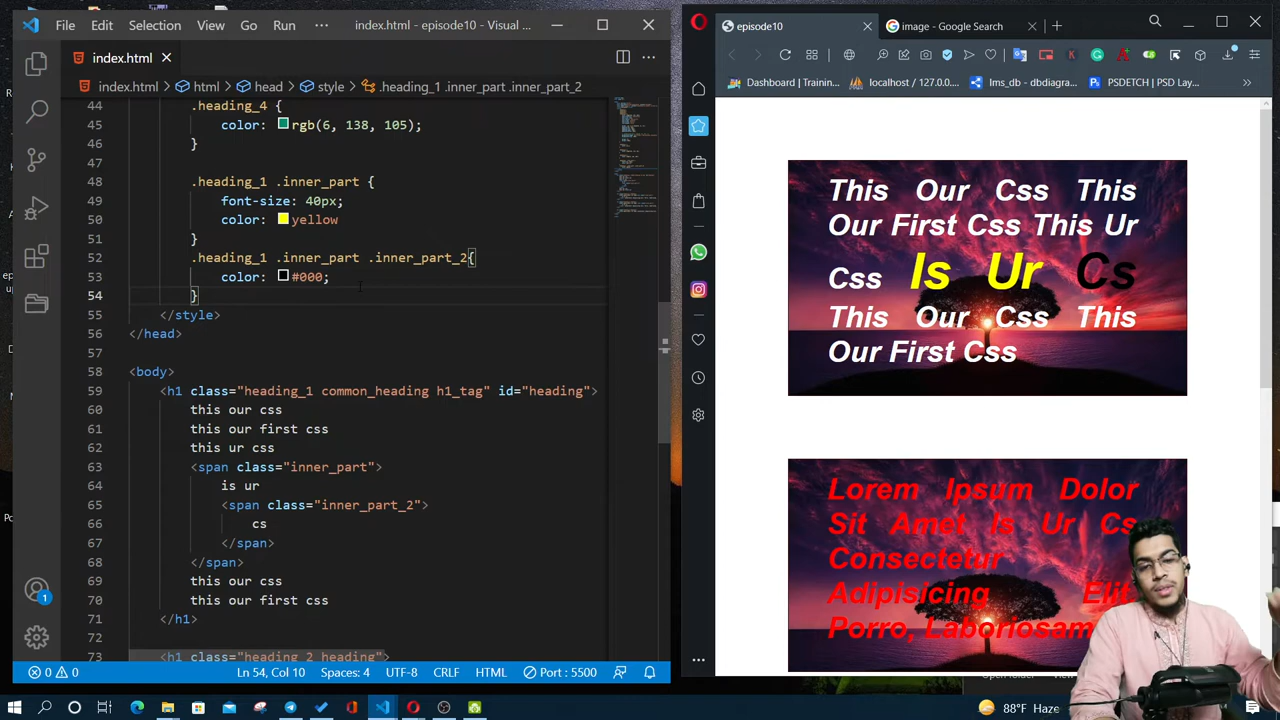 File Edit Selection View Go Run ··· index.html - episode10 - Visual ...
index.html
index.html > html > head > style > .heading_1 .inner_part .inner_part_2
44 .heading_4 {
45 color: rgb(6, 138, 105);
46 }
47
48 .heading_1 .inner_part {
49 font-size: 40px;
50 color: yellow
51 }
52 .heading_1 .inner_part .inner_part_2{
53 color: #000;
54 }
55 </style>
56 </head>
57
58 <body>
59 <h1 class="heading_1 common_heading h1_tag" id="heading">
60 this our css
61 this our first css
62 this ur css
63 <span class="inner_part">
64 is ur
65 <span class="inner_part_2">
66 cs
67 </span>
68 </span>
69 this our css
70 this our first css
71 </h1>
72
73 <h1 class="heading_2 heading">
1
0 0 Ln 54, Col 10 Spaces: 4 UTF-8 CRLF HTML Port : 5500
episode10
image - Google Search
Dashboard | Trainin...
localhost / 127.0.0....
lms_db - dbdiagra...
PSDETCH | PSD Lay...
This Our Css This
Our First Css This Ur
Css Is Ur Cs
This Our Css This
Our First Css
Lorem Ipsum Dolor
Sit Amet Is Ur Cs
Consectetur
Adipisicing Elit.
Porro, Laboriosam
88°F Haze